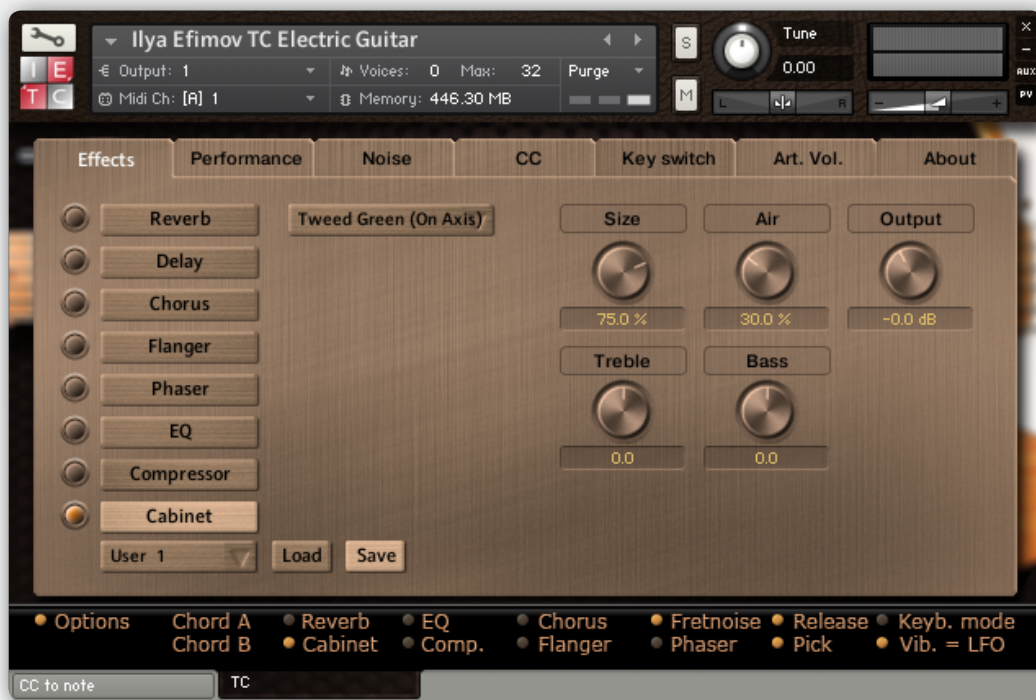 Ilya Efimov TC Electric Guitar
I E
T C
Output: 1
Voices: 0 Max: 32
Purge
Midi Ch: [A] 1
Memory: 446.30 MB
S
M
Tune
0.00
L R
- +
×
-
AUX
PV
Effects Performance Noise CC Key switch Art. Vol. About
Reverb
Delay
Chorus
Flanger
Phaser
EQ
Compressor
Cabinet
User 1 Load Save
Tweed Green (On Axis)
Size Air Output
75.0 % 30.0 % -0.0 dB
Treble Bass
0.0 0.0
Options Chord A Reverb EQ Chorus Fretnoise Release Keyb. mode
Chord B Cabinet Comp. Flanger Phaser Pick Vib. = LFO
CC to note TC